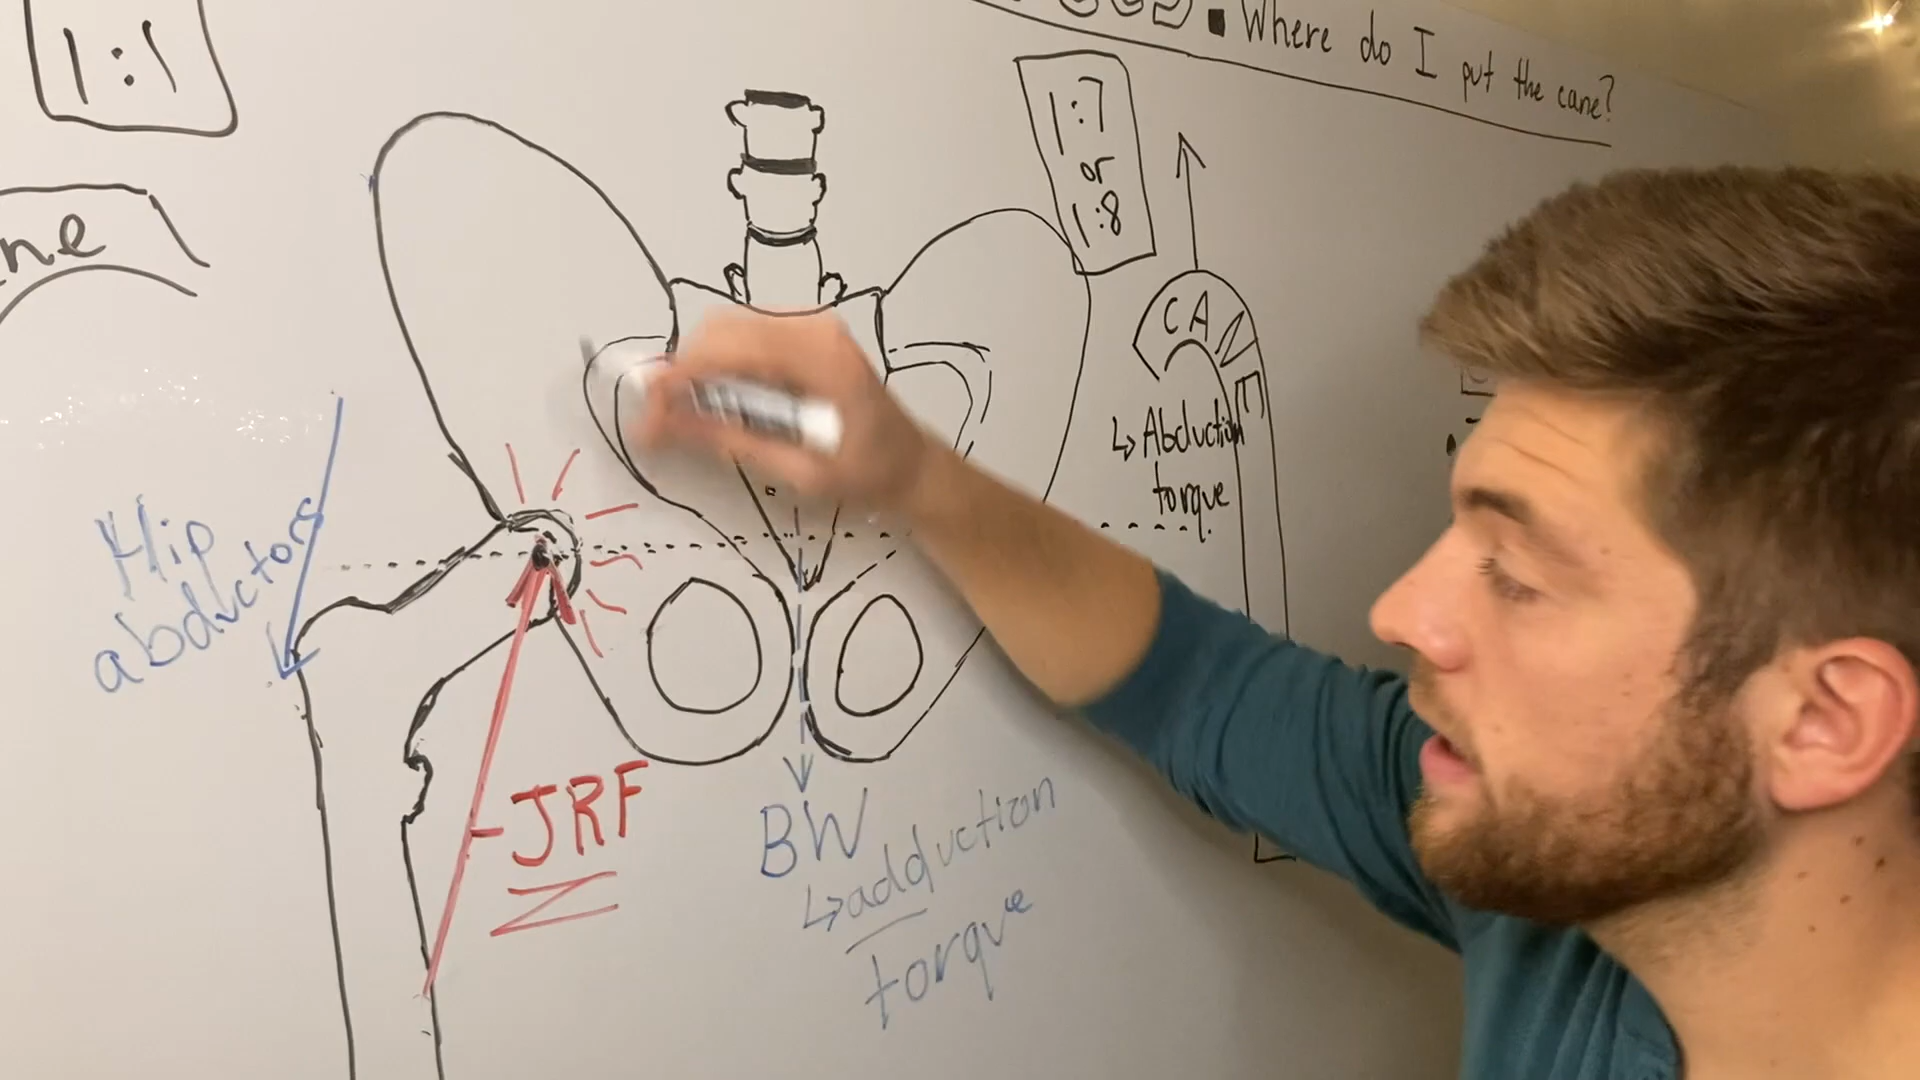 1:1
Where do I put the cane?
ne
1:7
or
1:8
CANE
↳ Abduction
torque
Hip
abductors
JRF
BW
↳ adduction
torque